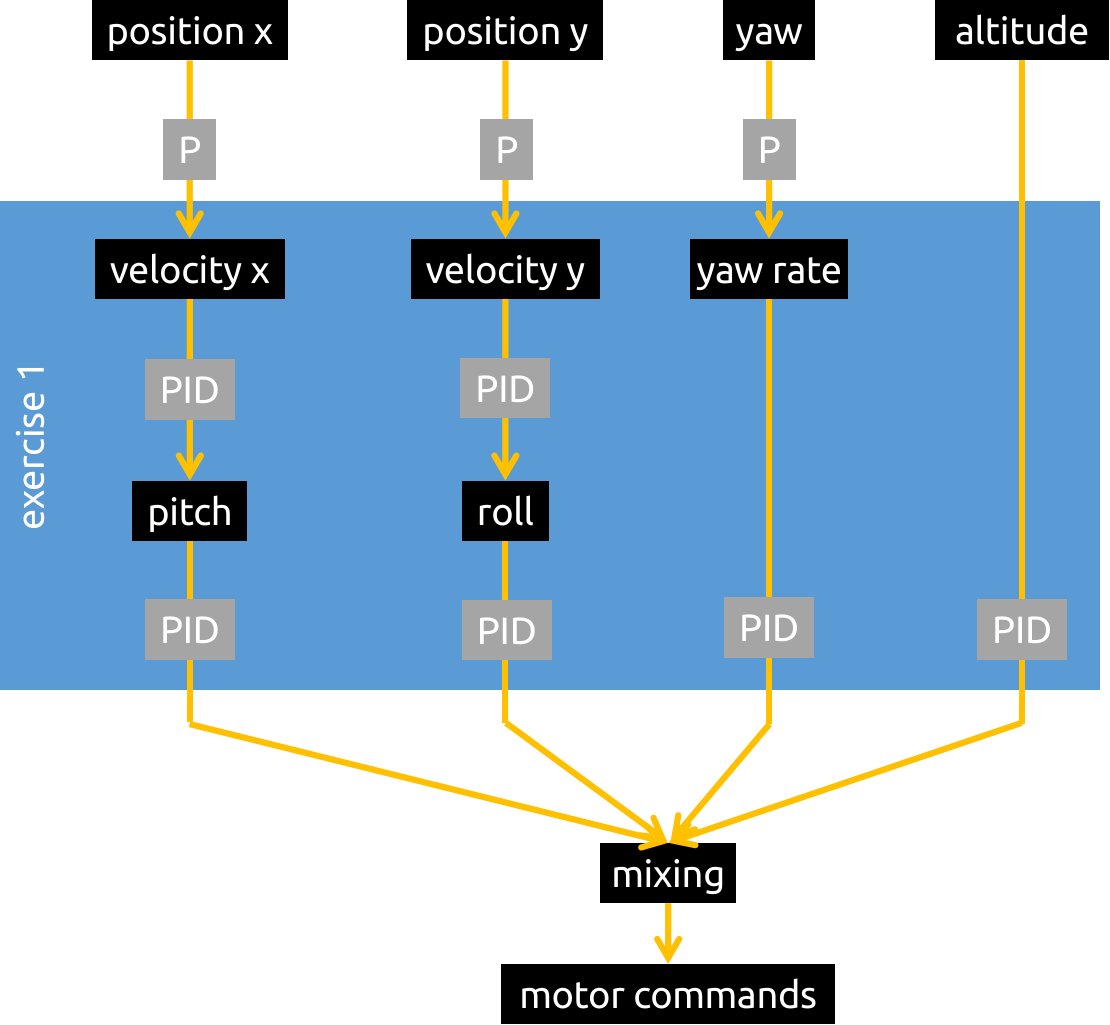 position x
position y
yaw
altitude
P
P
P
velocity x
velocity y
yaw rate
exercise 1
PID
PID
pitch
roll
PID
PID
PID
PID
mixing
motor commands